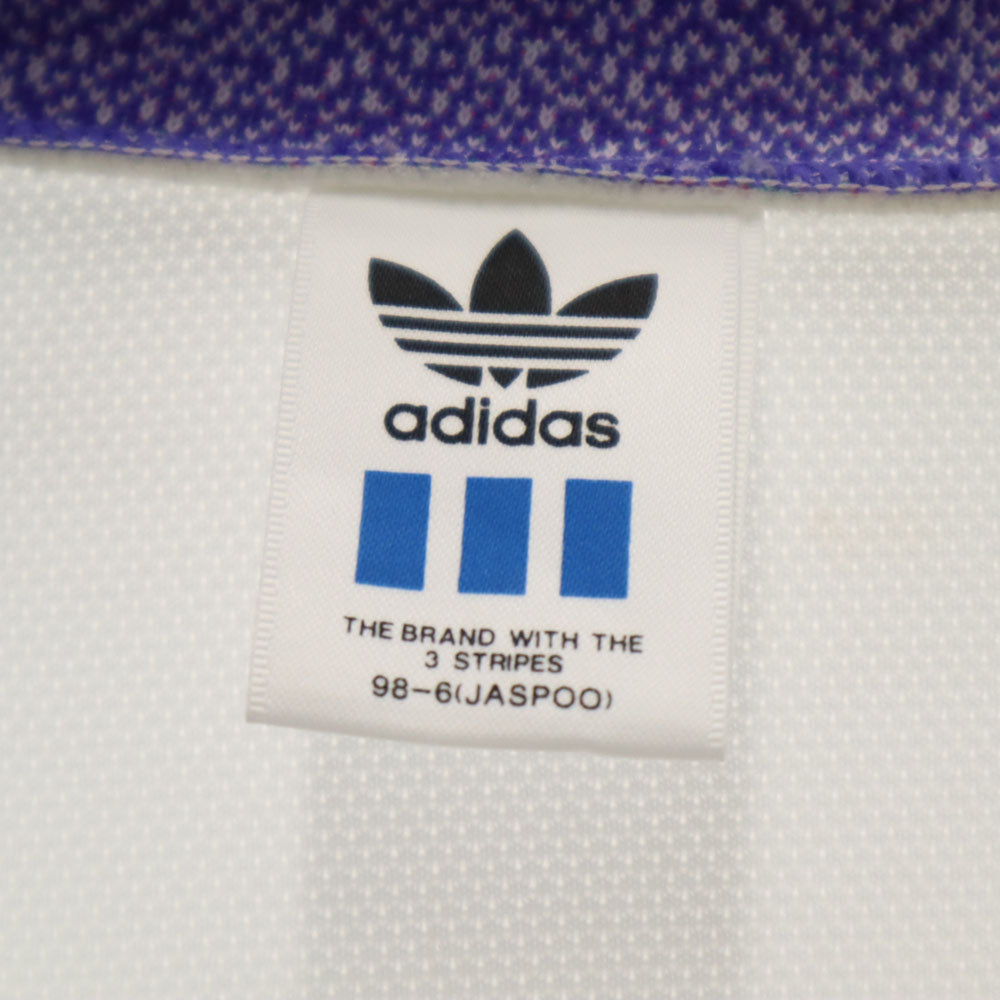 adidas
THE BRAND WITH THE
3 STRIPES
98-6(JASPOO)